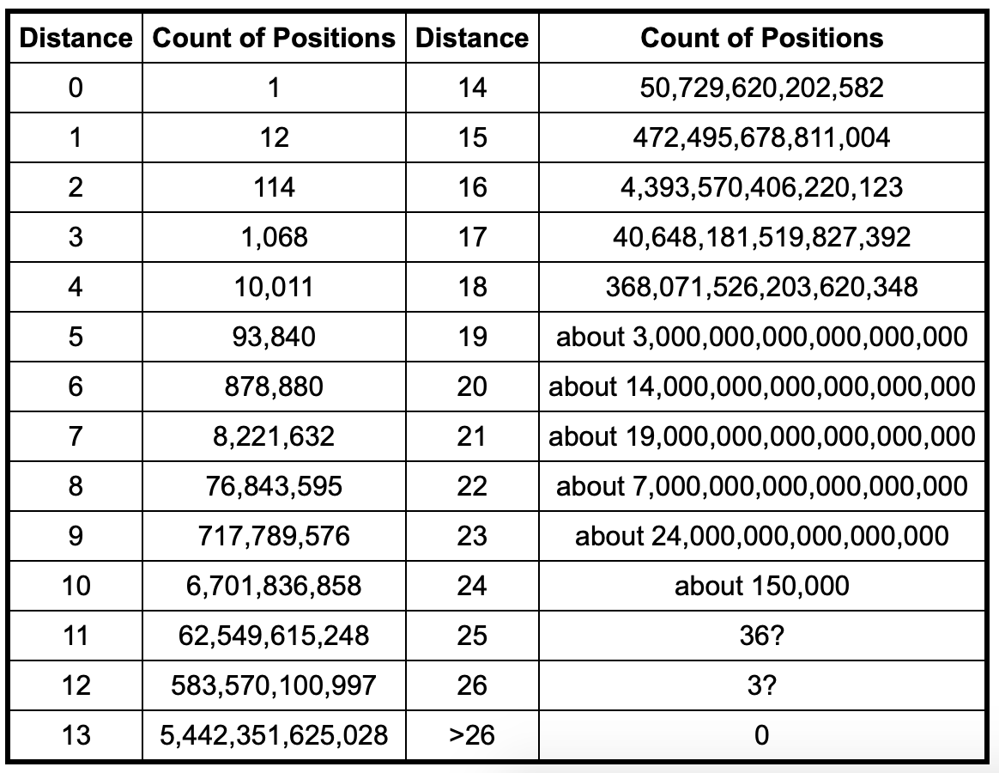 Distance Count of Positions Distance Count of Positions
0 1 14 50,729,620,202,582
1 12 15 472,495,678,811,004
2 114 16 4,393,570,406,220,123
3 1,068 17 40,648,181,519,827,392
4 10,011 18 368,071,526,203,620,348
5 93,840 19 about 3,000,000,000,000,000,000
6 878,880 20 about 14,000,000,000,000,000,000
7 8,221,632 21 about 19,000,000,000,000,000,000
8 76,843,595 22 about 7,000,000,000,000,000,000
9 717,789,576 23 about 24,000,000,000,000,000
10 6,701,836,858 24 about 150,000
11 62,549,615,248 25 36?
12 583,570,100,997 26 3?
13 5,442,351,625,028 >26 0